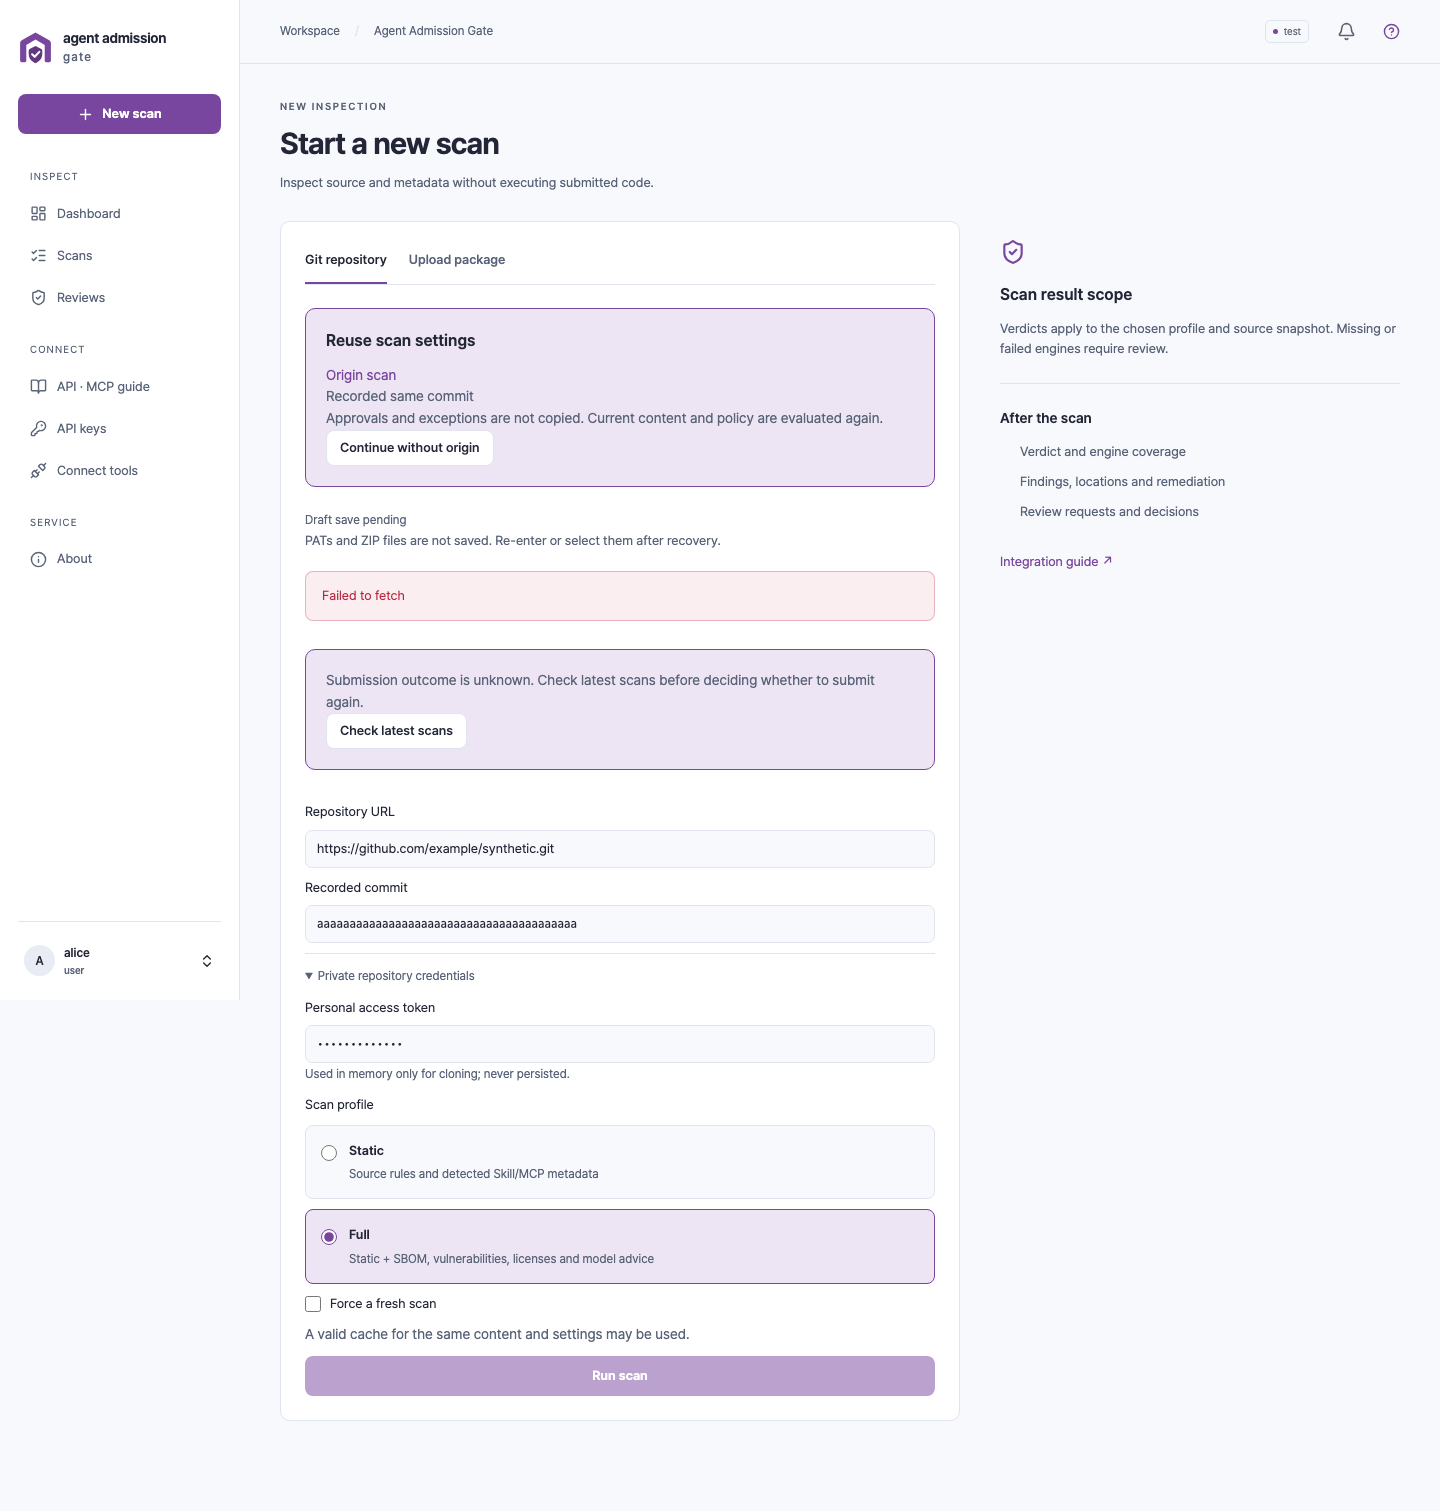 agent admission
gate
New scan
INSPECT
Dashboard
Scans
Reviews
CONNECT
API · MCP guide
API keys
Connect tools
SERVICE
About
A
alice
user
Workspace / Agent Admission Gate
test
NEW INSPECTION
Start a new scan
Inspect source and metadata without executing submitted code.
Git repository
Upload package
Reuse scan settings
Origin scan
Recorded same commit
Approvals and exceptions are not copied. Current content and policy are evaluated again.
Continue without origin
Draft save pending
PATs and ZIP files are not saved. Re-enter or select them after recovery.
Failed to fetch
Submission outcome is unknown. Check latest scans before deciding whether to submit
again.
Check latest scans
Repository URL
https://github.com/example/synthetic.git
Recorded commit
aaaaaaaaaaaaaaaaaaaaaaaaaaaaaaaaaaaaaaaa
▼ Private repository credentials
Personal access token
•••••••••••••
Used in memory only for cloning; never persisted.
Scan profile
Static
Source rules and detected Skill/MCP metadata
Full
Static + SBOM, vulnerabilities, licenses and model advice
Force a fresh scan
A valid cache for the same content and settings may be used.
Run scan
Scan result scope
Verdicts apply to the chosen profile and source snapshot. Missing or
failed engines require review.
After the scan
Verdict and engine coverage
Findings, locations and remediation
Review requests and decisions
Integration guide ↗